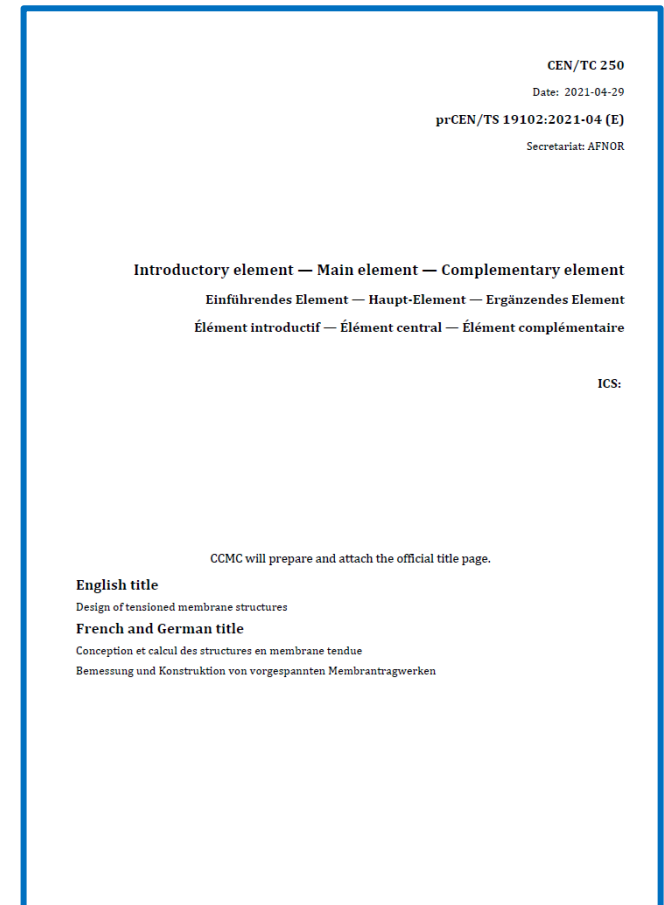 CEN/TC 250
Date: 2021-04-29
prCEN/TS 19102:2021-04 (E)
Secretariat: AFNOR
Introductory element — Main element — Complementary element
Einführendes Element — Haupt-Element — Ergänzendes Element
Élément introductif — Élément central — Élément complémentaire
ICS:
CCMC will prepare and attach the official title page.
English title
Design of tensioned membrane structures
French and German title
Conception et calcul des structures en membrane tendue
Bemessung und Konstruktion von vorgespannten Membrantragwerken